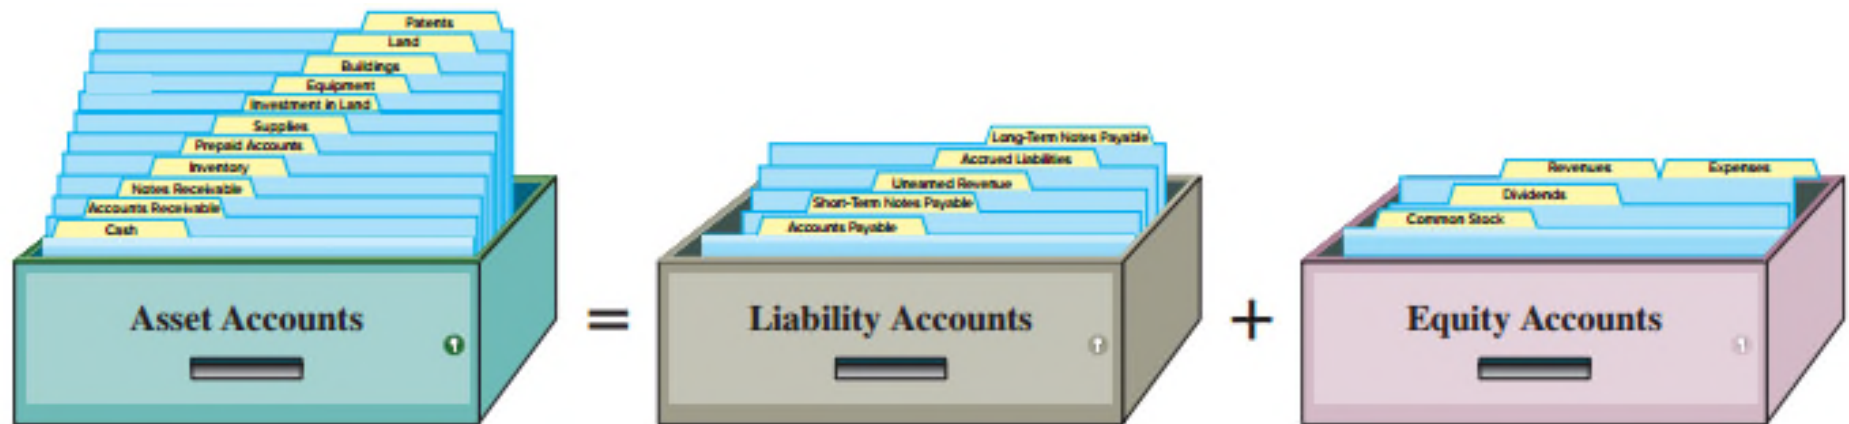 Patents
Land
Buildings
Equipment
Investment in Land
Supplies
Prepaid Accounts
Inventory
Notes Receivable
Accounts Receivable
Cash
Asset Accounts
=
Long-Term Notes Payable
Accrued Liabilities
Unearned Revenue
Short-Term Notes Payable
Accounts Payable
Liability Accounts
+
Revenues
Expenses
Dividends
Common Stock
Equity Accounts